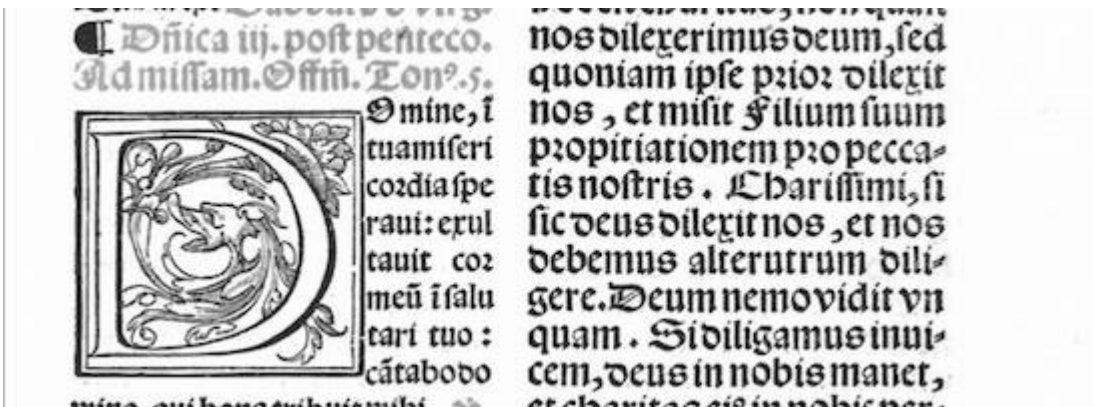 ¶ Dñica iij. post penteco.
Ad missam. Offm̃. Tonꝰ. 5.
DOmine, ĩ
tua miseri
cordia spe
raui: exul
tauit cor
meũ ĩ salu
tari tuo :
cãtabo do
nos dilexerimus deum, sed
quoniam ipse prior dilexit
nos , et misit Filium suum
propitiationem pro pecca⸗
tis nostris . Charissimi, si
sic deus dilexit nos , et nos
debemus alterutrum dili⸗
gere. Deum nemo vidit vn
quam . Si diligamus inui⸗
cem, deus in nobis manet,